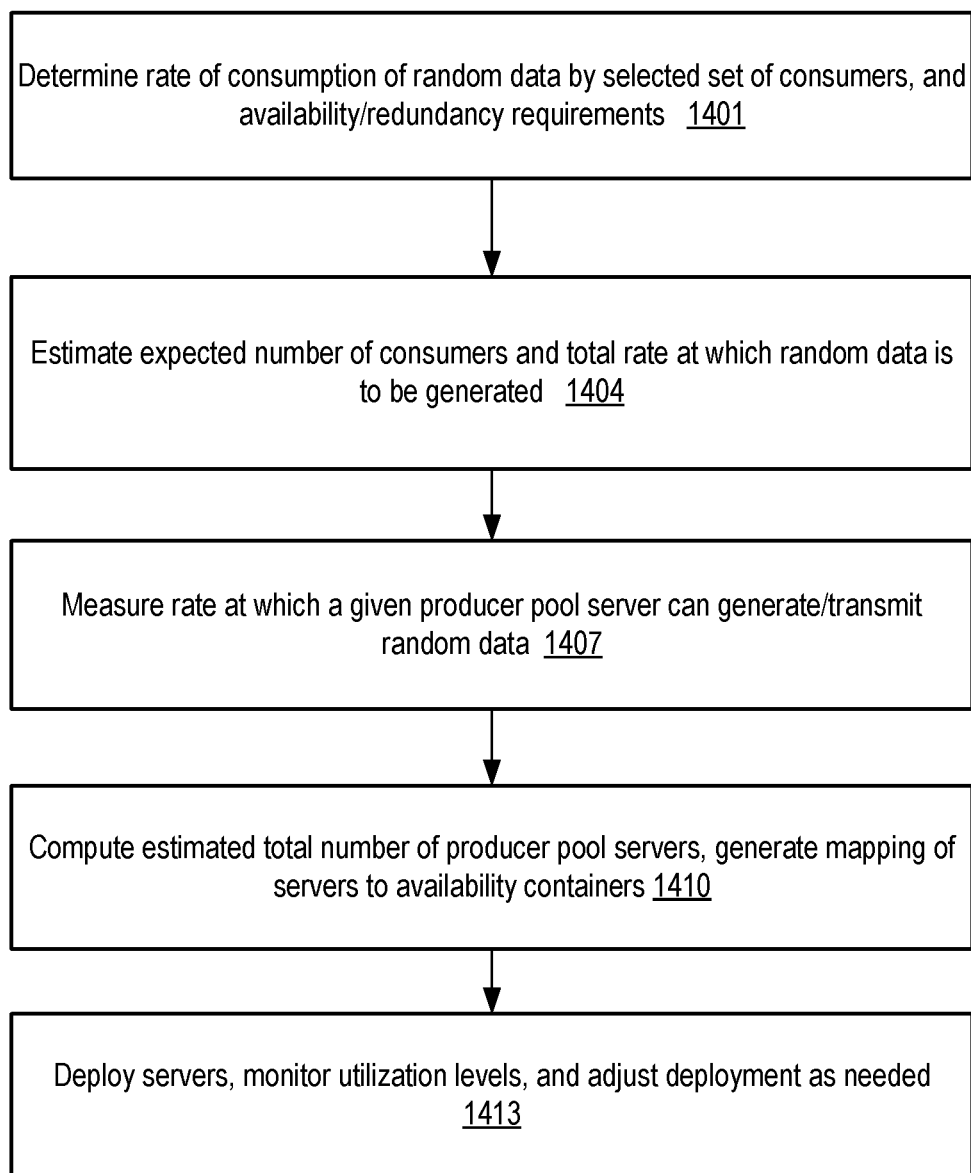 Determine rate of consumption of random data by selected set of consumers, and
availability/redundancy requirements 1401
Estimate expected number of consumers and total rate at which random data is
to be generated 1404
Measure rate at which a given producer pool server can generate/transmit
random data 1407
Compute estimated total number of producer pool servers, generate mapping of
servers to availability containers 1410
Deploy servers, monitor utilization levels, and adjust deployment as needed
1413